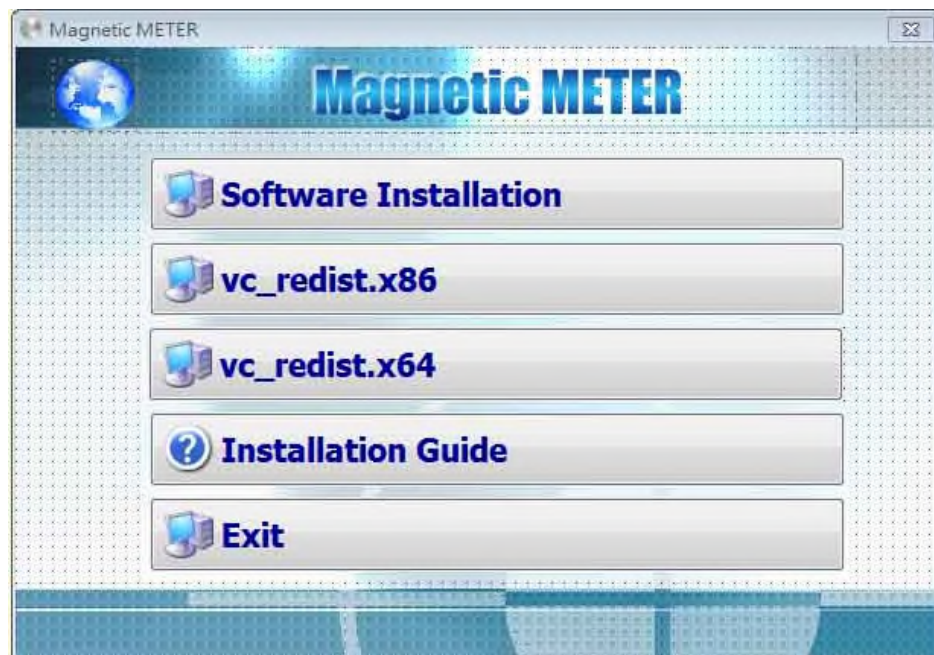 Magnetic METER
Magnetic METER
Software Installation
vc_redist.x86
vc_redist.x64
Installation Guide
Exit